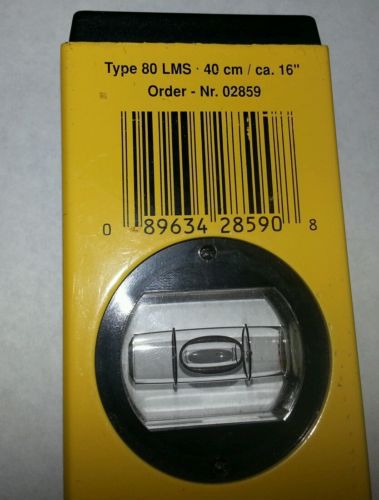 Type 80 LMS · 40 cm / ca. 16"
Order - Nr. 02859
0 89634 28590 8